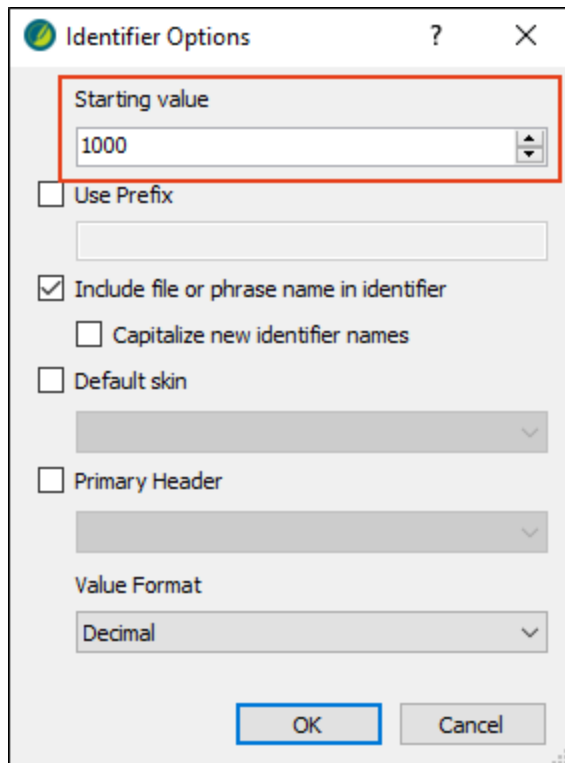 Identifier Options
?
Starting value
1000
Use Prefix
Include file or phrase name in identifier
Capitalize new identifier names
Default skin
Primary Header
Value Format
Decimal
OK Cancel